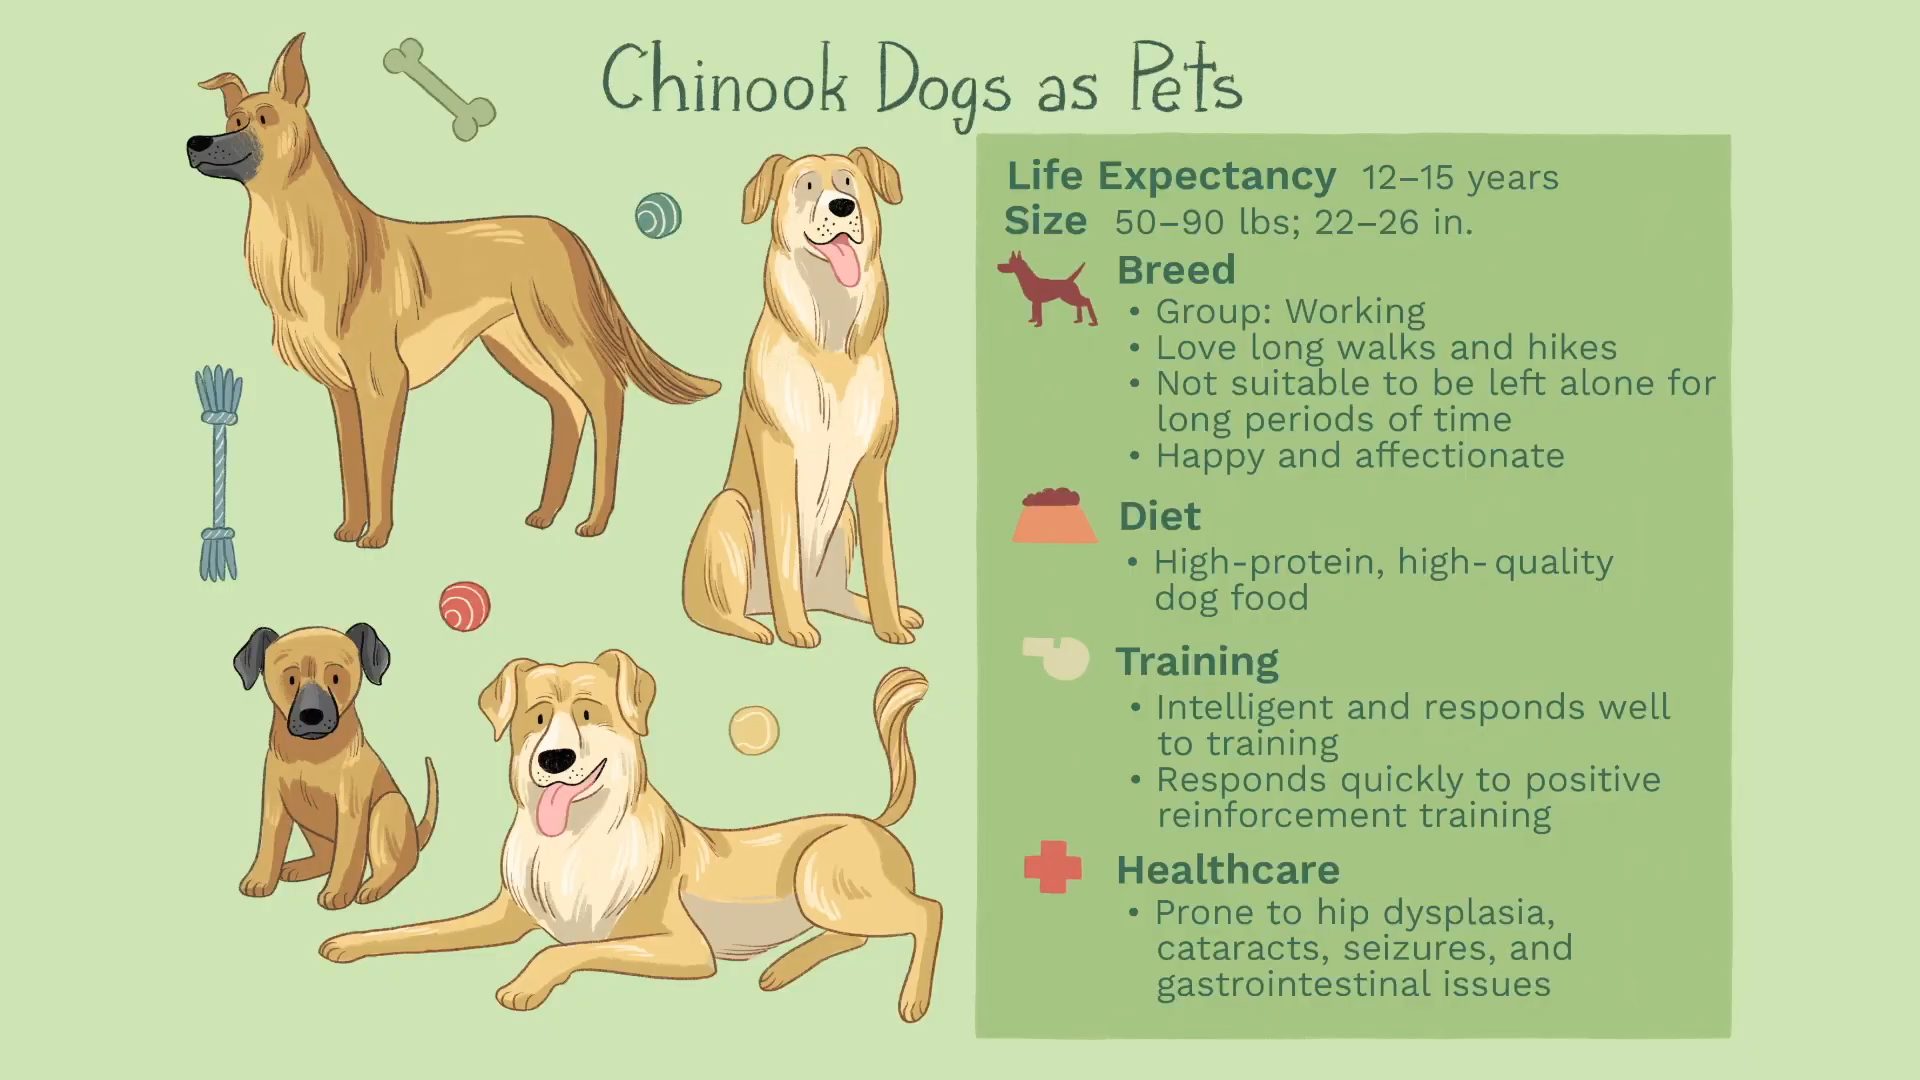 Chinook Dogs as Pets
Life Expectancy 12–15 years
Size 50–90 lbs; 22–26 in.
Breed
• Group: Working
• Love long walks and hikes
• Not suitable to be left alone for
long periods of time
• Happy and affectionate
Diet
• High-protein, high-quality
dog food
Training
• Intelligent and responds well
to training
• Responds quickly to positive
reinforcement training
Healthcare
• Prone to hip dysplasia,
cataracts, seizures, and
gastrointestinal issues